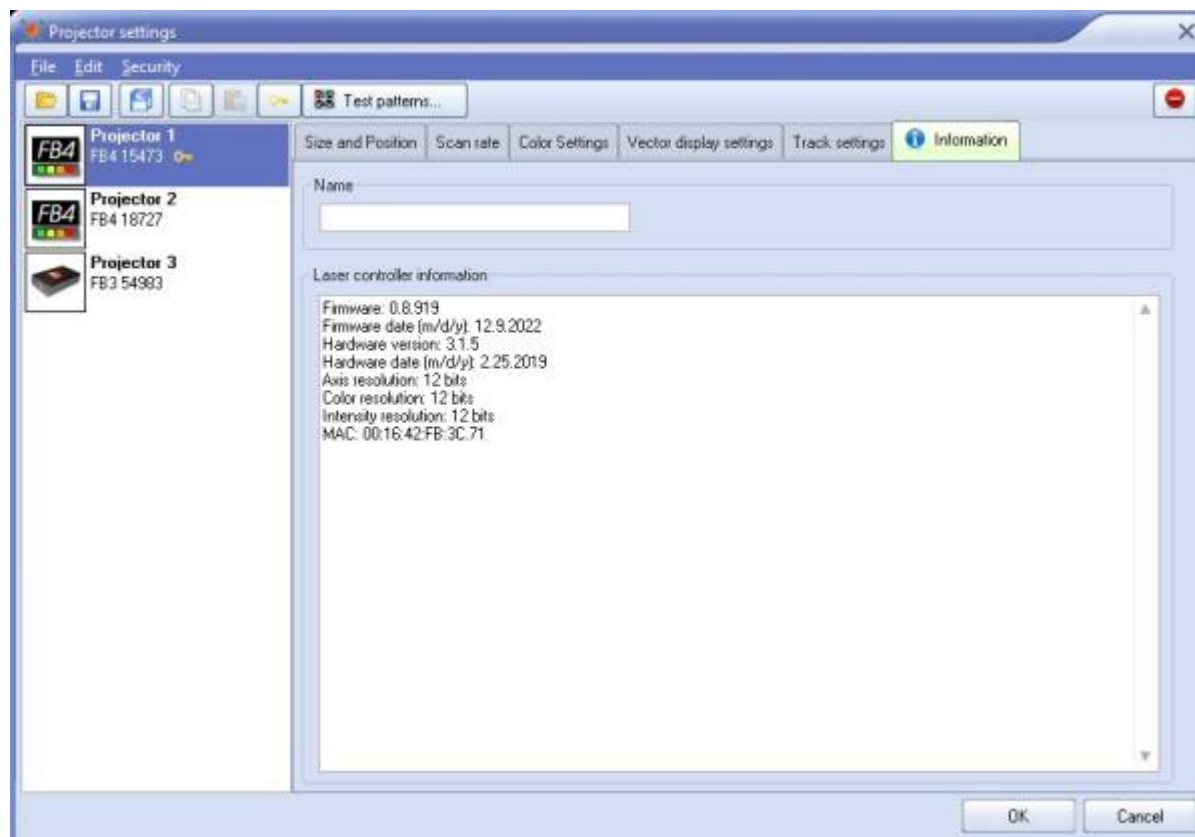 Projector settings
File Edit Security
Test patterns...
FB4
Projector 1
FB4 15473
FB4
Projector 2
FB4 18727
Projector 3
FB3 54983
Size and Position
Scan rate
Color Settings
Vector display settings
Track settings
Information
Name
Laser controller information
Firmware: 0.8.919
Firmware date (m/d/y): 12.9.2022
Hardware version: 3.1.5
Hardware date (m/d/y): 2.25.2019
Axis resolution: 12 bits
Color resolution: 12 bits
Intensity resolution: 12 bits
MAC: 00:16:42:FB:3C:71
OK
Cancel